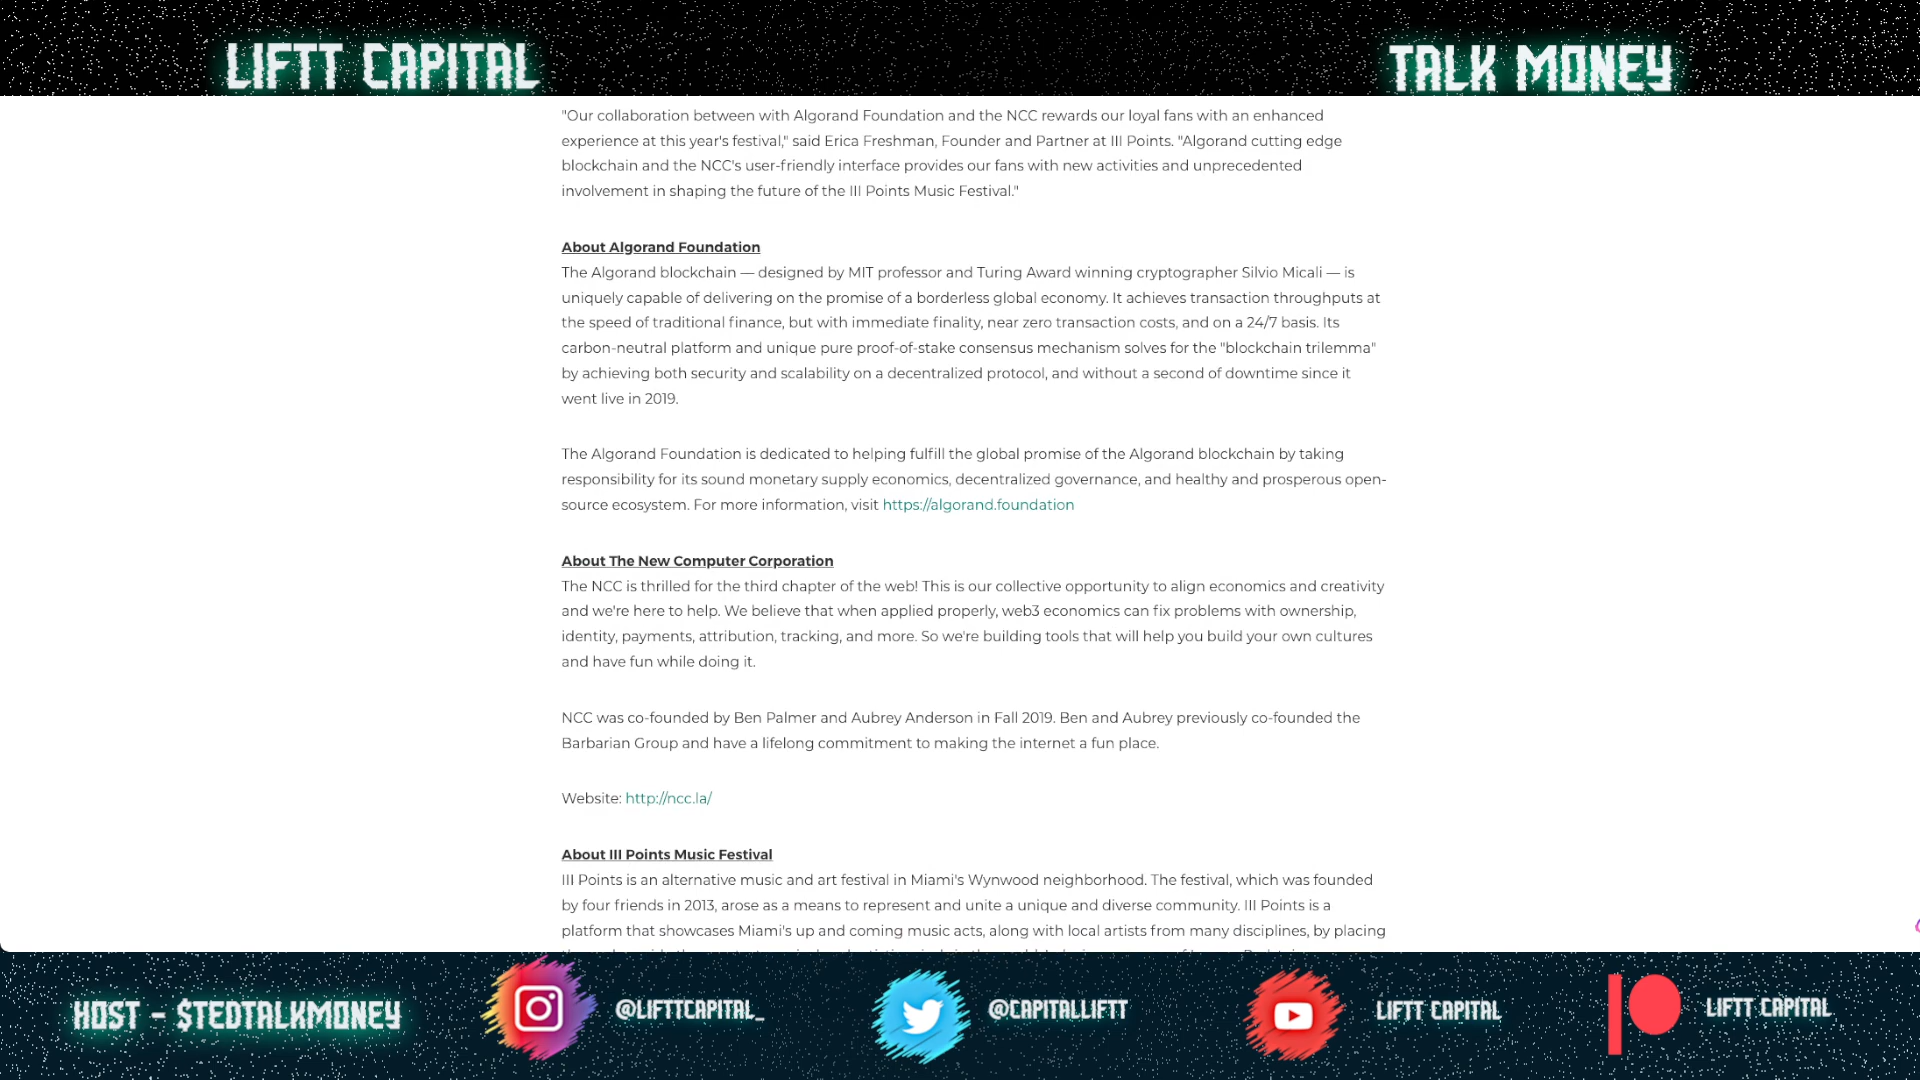 LIFTT CAPITAL
TALK MONEY
"Our collaboration between with Algorand Foundation and the NCC rewards our loyal fans with an enhanced
experience at this year's festival," said Erica Freshman, Founder and Partner at III Points. "Algorand cutting edge
blockchain and the NCC's user-friendly interface provides our fans with new activities and unprecedented
involvement in shaping the future of the III Points Music Festival."
About Algorand Foundation
The Algorand blockchain — designed by MIT professor and Turing Award winning cryptographer Silvio Micali — is
uniquely capable of delivering on the promise of a borderless global economy. It achieves transaction throughputs at
the speed of traditional finance, but with immediate finality, near zero transaction costs, and on a 24/7 basis. Its
carbon-neutral platform and unique pure proof-of-stake consensus mechanism solves for the "blockchain trilemma"
by achieving both security and scalability on a decentralized protocol, and without a second of downtime since it
went live in 2019.
The Algorand Foundation is dedicated to helping fulfill the global promise of the Algorand blockchain by taking
responsibility for its sound monetary supply economics, decentralized governance, and healthy and prosperous open-
source ecosystem. For more information, visit https://algorand.foundation
About The New Computer Corporation
The NCC is thrilled for the third chapter of the web! This is our collective opportunity to align economics and creativity
and we're here to help. We believe that when applied properly, web3 economics can fix problems with ownership,
identity, payments, attribution, tracking, and more. So we're building tools that will help you build your own cultures
and have fun while doing it.
NCC was co-founded by Ben Palmer and Aubrey Anderson in Fall 2019. Ben and Aubrey previously co-founded the
Barbarian Group and have a lifelong commitment to making the internet a fun place.
Website: http://ncc.la/
About III Points Music Festival
III Points is an alternative music and art festival in Miami's Wynwood neighborhood. The festival, which was founded
by four friends in 2013, arose as a means to represent and unite a unique and diverse community. III Points is a
platform that showcases Miami's up and coming music acts, along with local artists from many disciplines, by placing
HOST - $TEDTALKMONEY
@LIFTTCAPITAL_
@CAPITALLIFTT
LIFTT CAPITAL
LIFTT CAPITAL